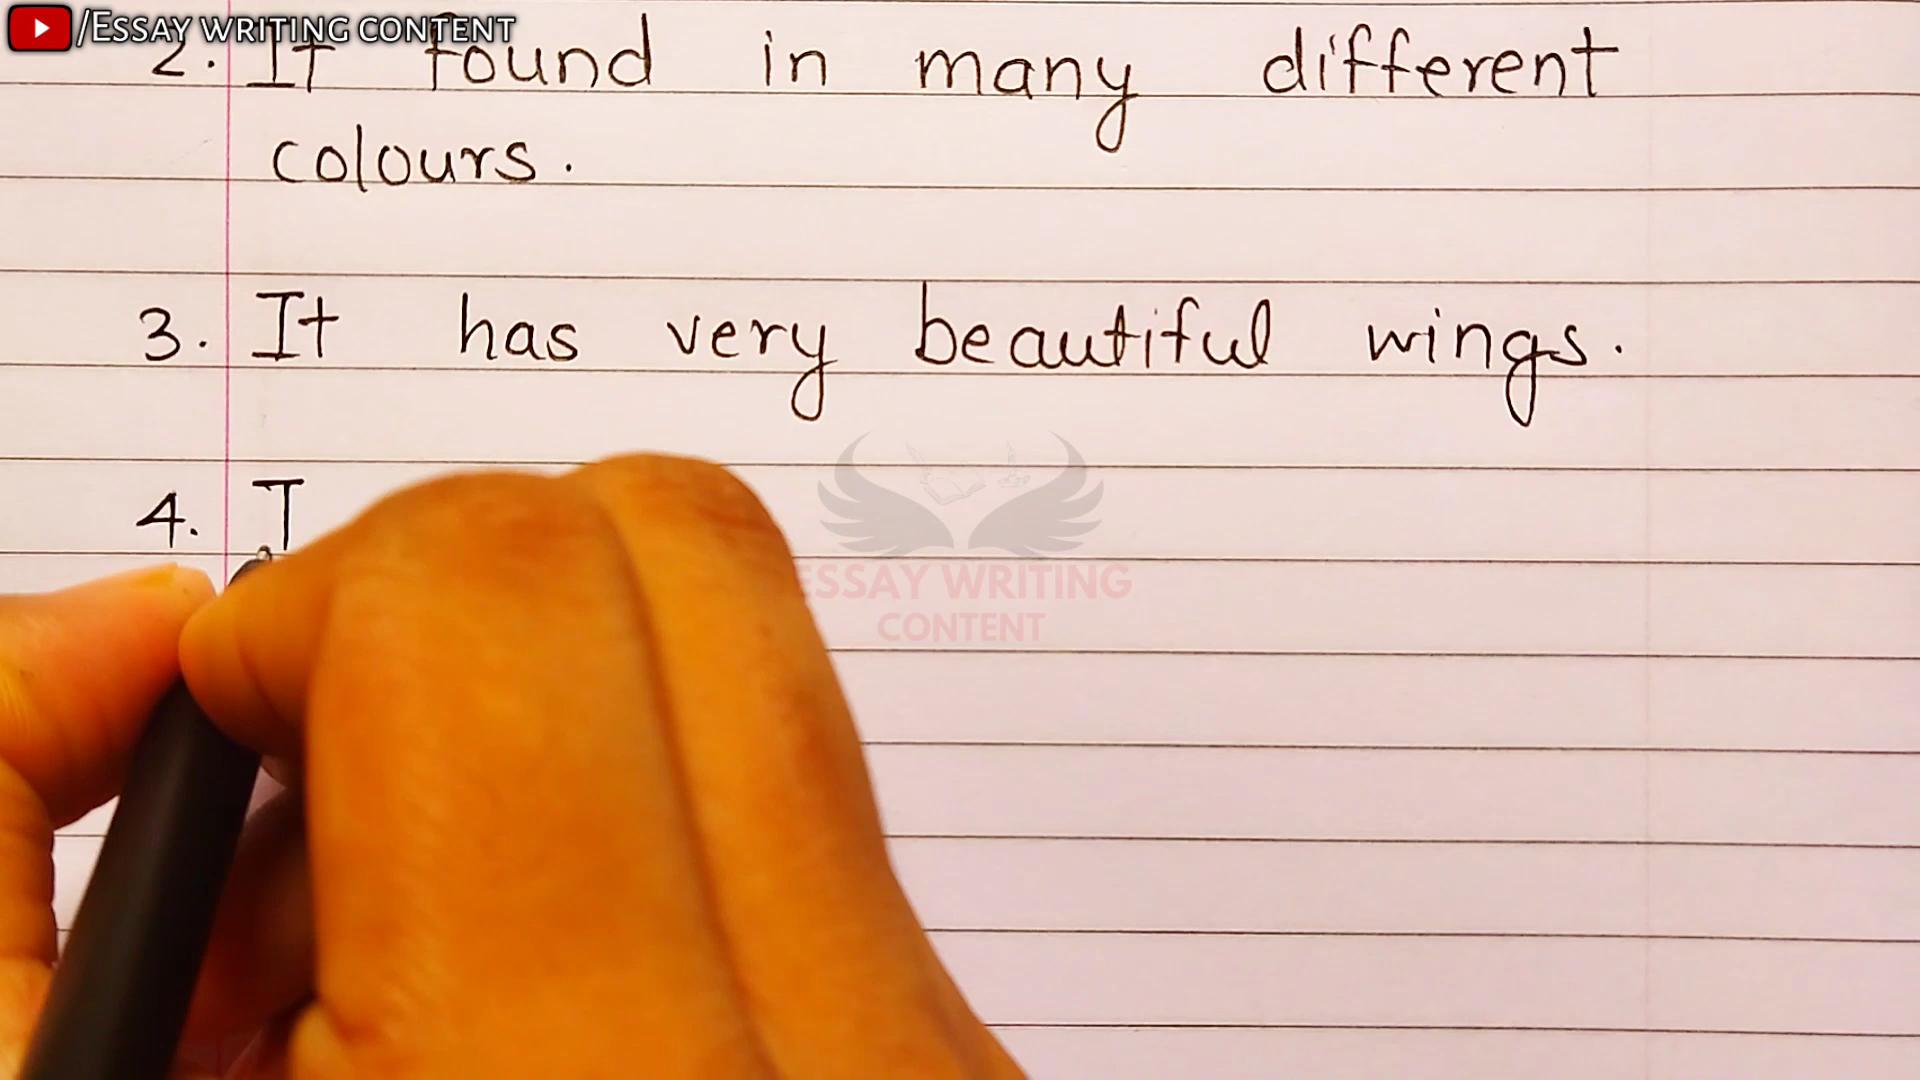 /ESSAY WRITING CONTENT
2. It found in many different
colours.
3. It has very beautiful wings.
4. I
ESSAY WRITING
CONTENT